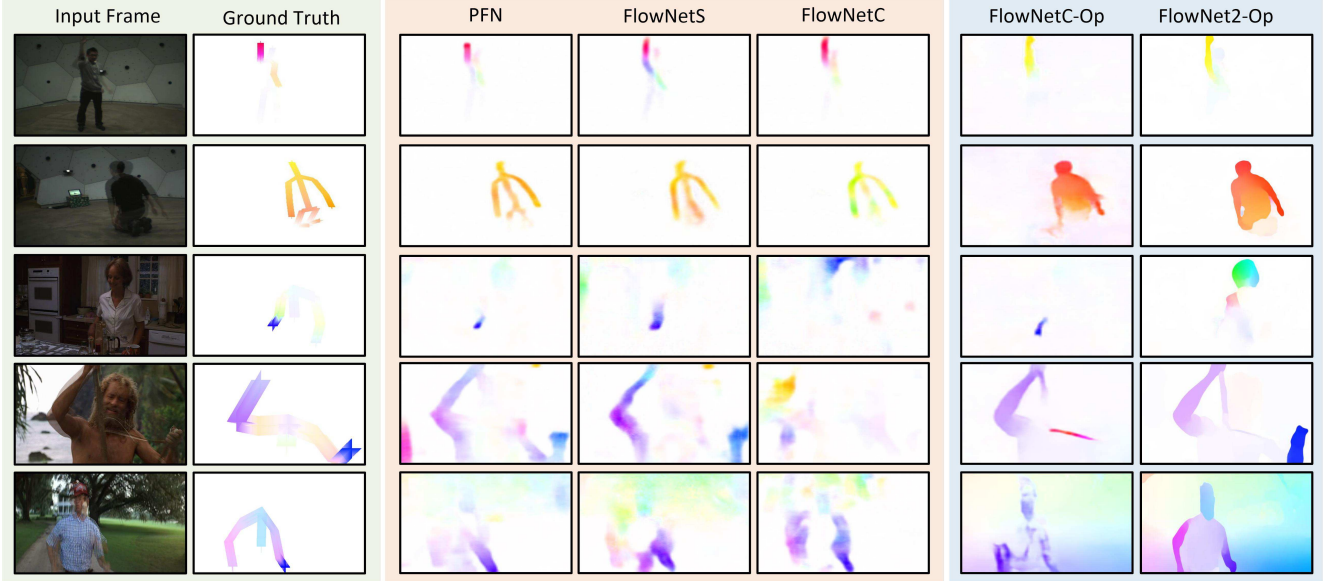 Input Frame
Ground Truth
PFN
FlowNetS
FlowNetC
FlowNetC-Op
FlowNet2-Op